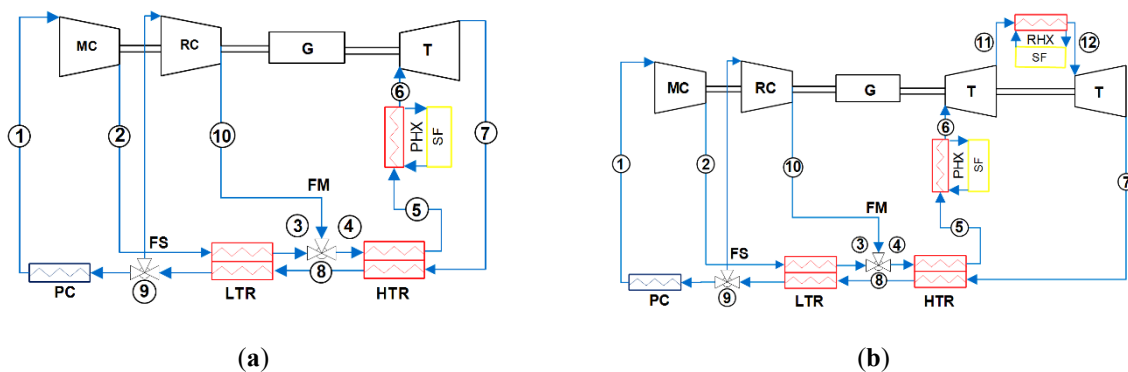 MC
RC
G
T
1
2
10
6
7
PHX
SF
FM
3
4
5
FS
8
9
PC
LTR
HTR
(a)
11
RHX
12
SF
MC
RC
G
T
T
1
2
10
6
7
PHX
SF
FM
3
4
5
FS
8
9
PC
LTR
HTR
(b)